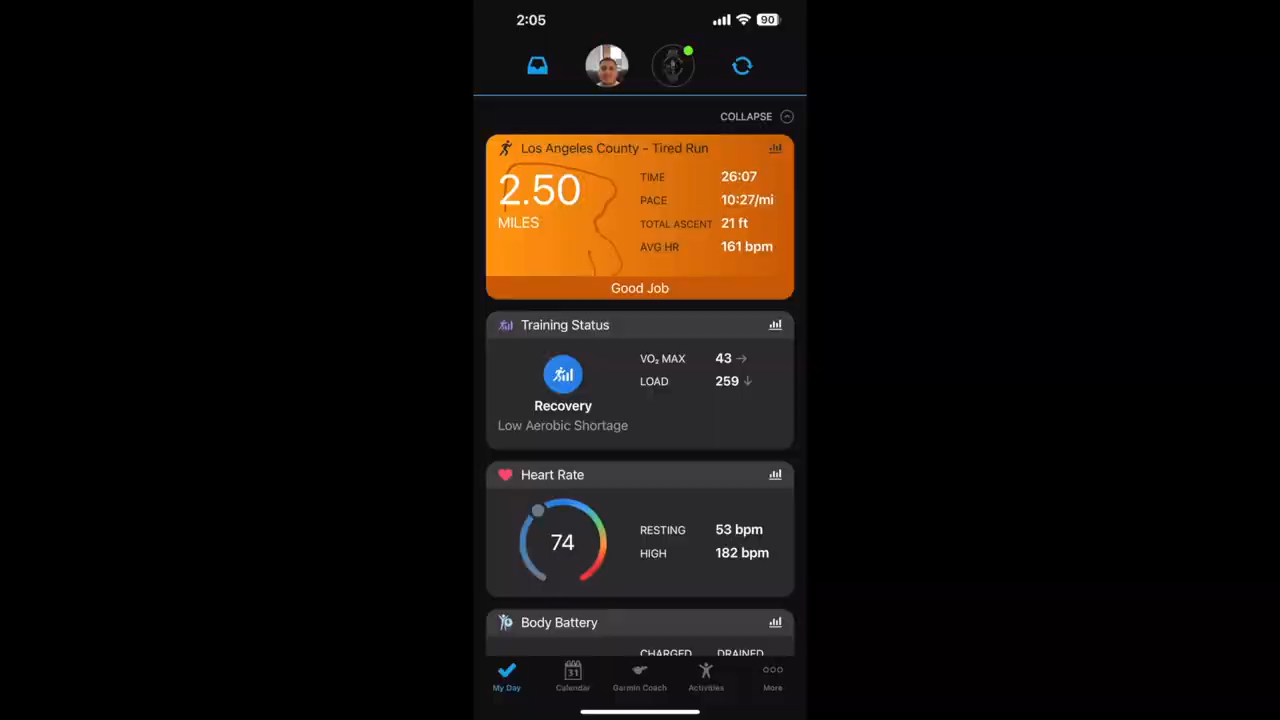 2:05
90
COLLAPSE
Los Angeles County - Tired Run
2.50
MILES
TIME 26:07
PACE 10:27/mi
TOTAL ASCENT 21 ft
AVG HR 161 bpm
Good Job
Training Status
VO₂ MAX 43
LOAD 259
Recovery
Low Aerobic Shortage
Heart Rate
74
RESTING 53 bpm
HIGH 182 bpm
Body Battery
CHARGED DRAINED
31
My Day Calendar Garmin Coach Activities More